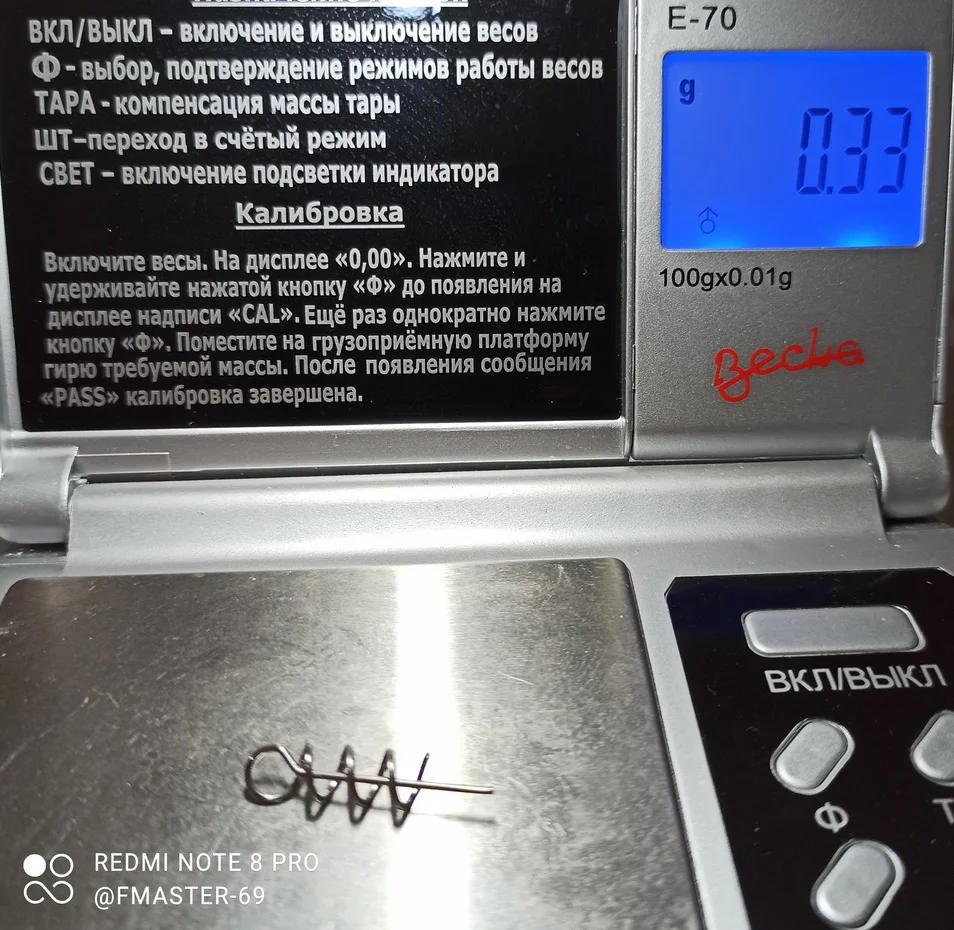 ВКЛ/ВЫКЛ – включение и выключение весов
Ф - выбор, подтверждение режимов работы весов
ТАРА - компенсация массы тары
ШТ–переход в счётый режим
СВЕТ – включение подсветки индикатора
Калибровка
Включите весы. На дисплее «0,00». Нажмите и
удерживайте нажатой кнопку «Ф» до появления на
дисплее надписи «CAL». Ещё раз однократно нажмите
кнопку «Ф». Поместите на грузоприёмную платформу
гирю требуемой массы. После появления сообщения
«PASS» калибровка завершена.
E-70
g
0.33
100gx0.01g
ВКЛ/ВЫКЛ
Ф
REDMI NOTE 8 PRO
@FMASTER-69